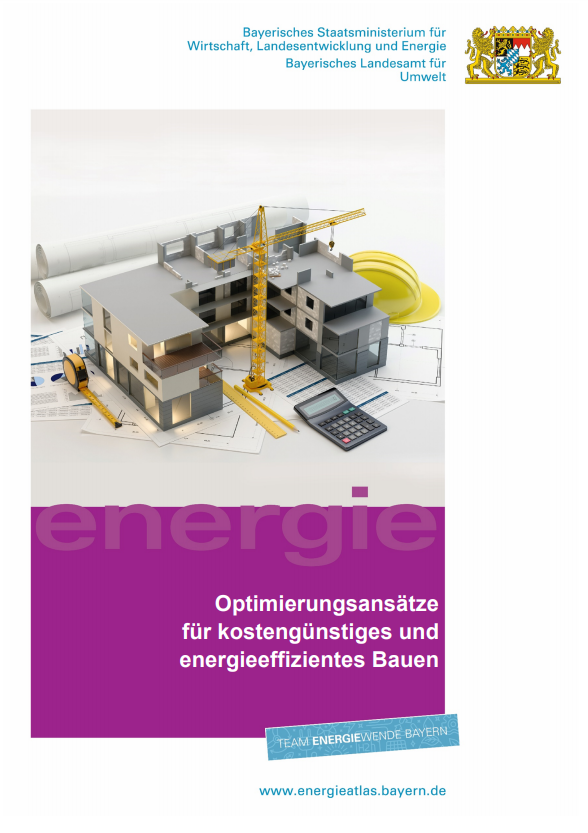 Bayerisches Staatsministerium für
Wirtschaft, Landesentwicklung und Energie
Bayerisches Landesamt für
Umwelt
energie
Optimierungsansätze
für kostengünstiges und
energieeffizientes Bauen
TEAM ENERGIEWENDE BAYERN
www.energieatlas.bayern.de